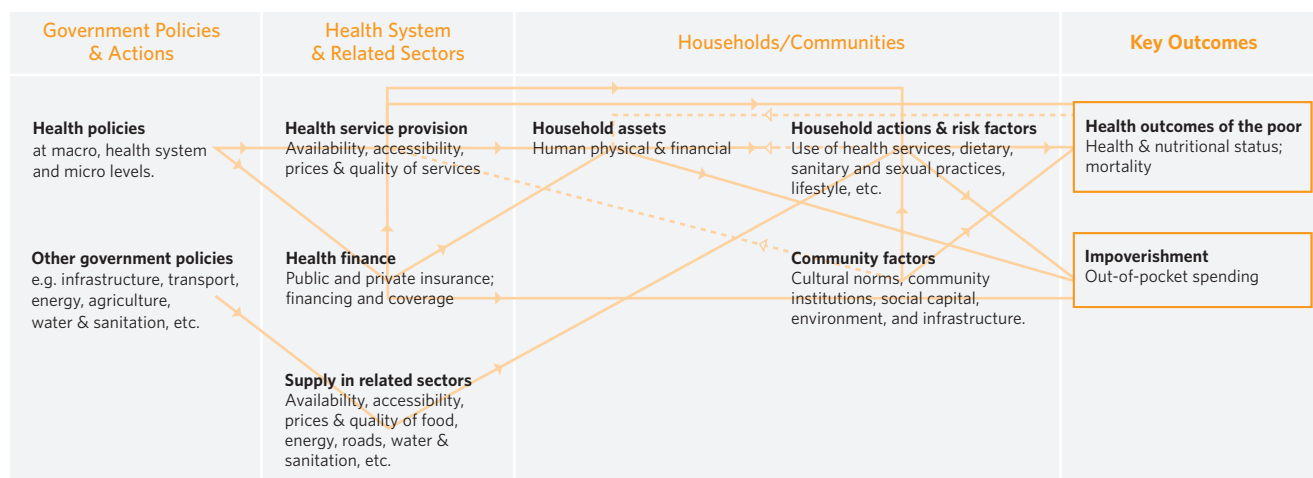 Government Policies
& Actions
Health System
& Related Sectors
Households/Communities
Key Outcomes
Health policies
at macro, health system
and micro levels.
Other government policies
e.g. infrastructure, transport,
energy, agriculture,
water & sanitation, etc.
Health service provision
Availability, accessibility,
prices & quality of services
Health finance
Public and private insurance;
financing and coverage
Supply in related sectors
Availability, accessibility,
prices & quality of food,
energy, roads, water &
sanitation, etc.
Household assets
Human physical & financial
Household actions & risk factors
Use of health services, dietary,
sanitary and sexual practices,
lifestyle, etc.
Community factors
Cultural norms, community
institutions, social capital,
environment, and infrastructure.
Health outcomes of the poor
Health & nutritional status;
mortality
Impoverishment
Out-of-pocket spending